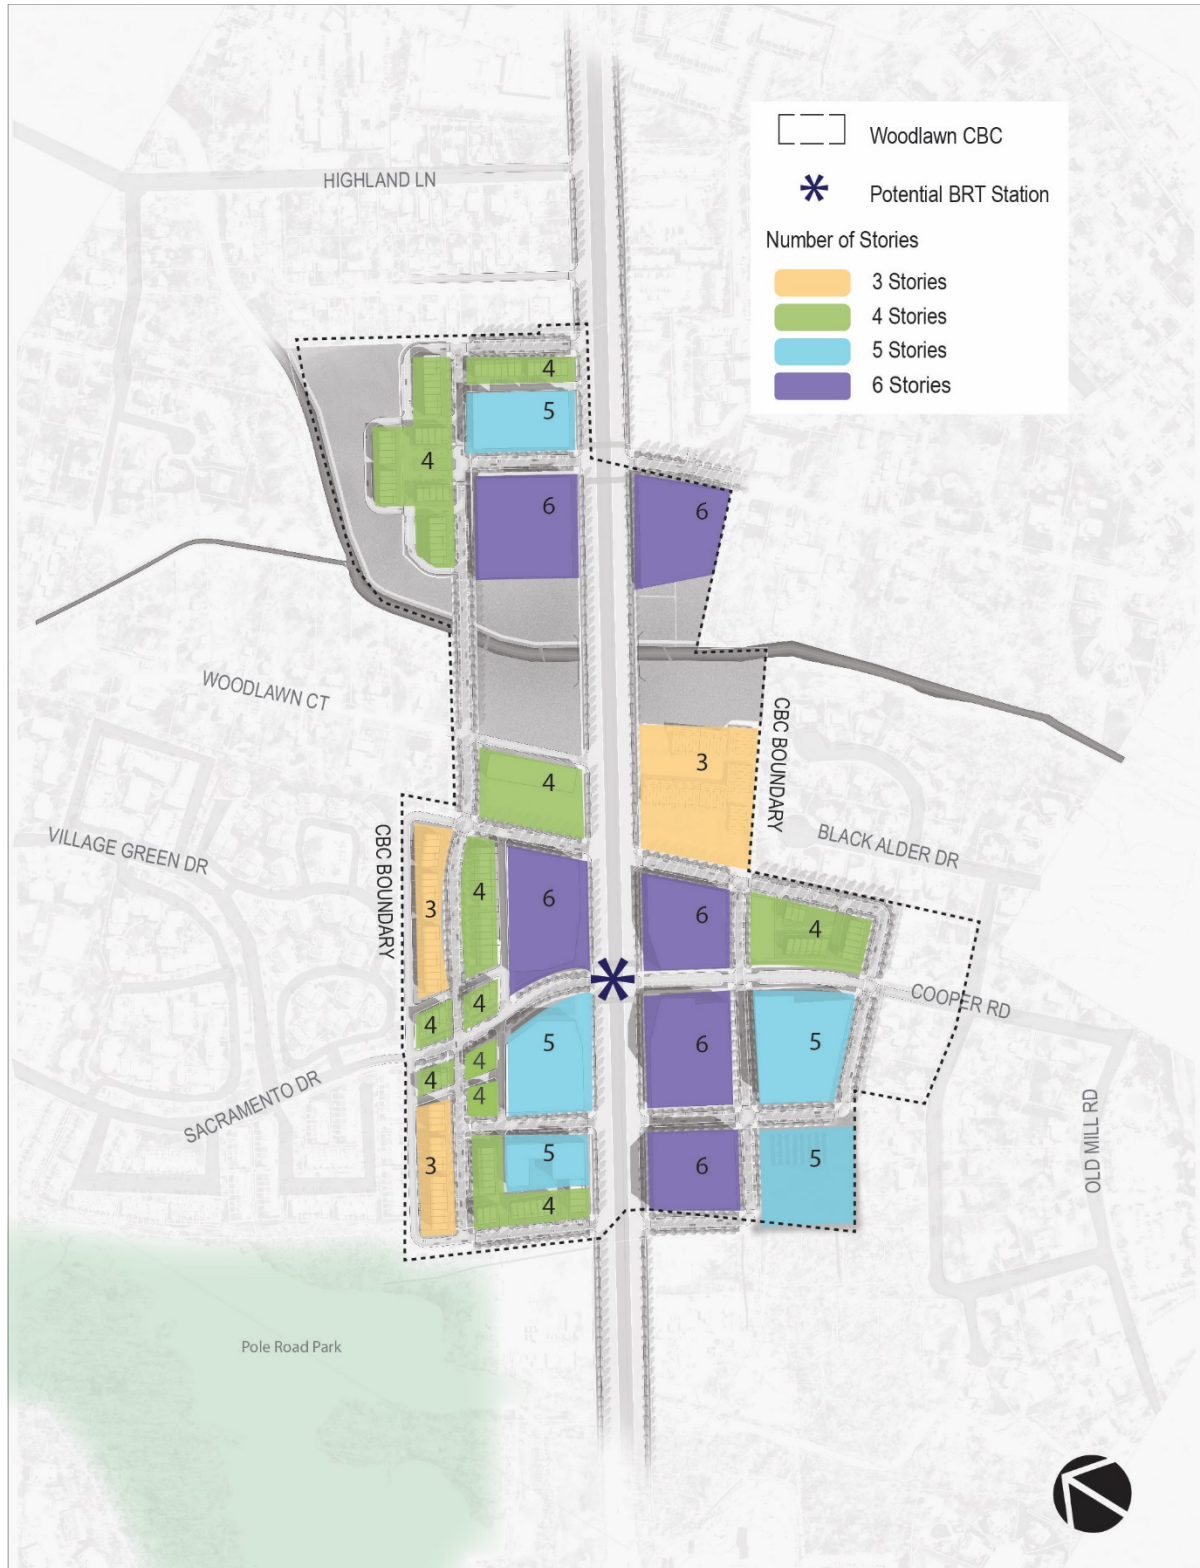 Woodlawn CBC
Potential BRT Station
Number of Stories
3 Stories
4 Stories
5 Stories
6 Stories
HIGHLAND LN
4
5
4
6
6
WOODLAWN CT
CBC BOUNDARY
3
4
CBC BOUNDARY
VILLAGE GREEN DR
BLACK ALDER DR
4
6
6
3
4
4
COOPER RD
4
5
6
5
4
4
4
SACRAMENTO DR
OLD MILL RD
5
6
5
3
4
Pole Road Park